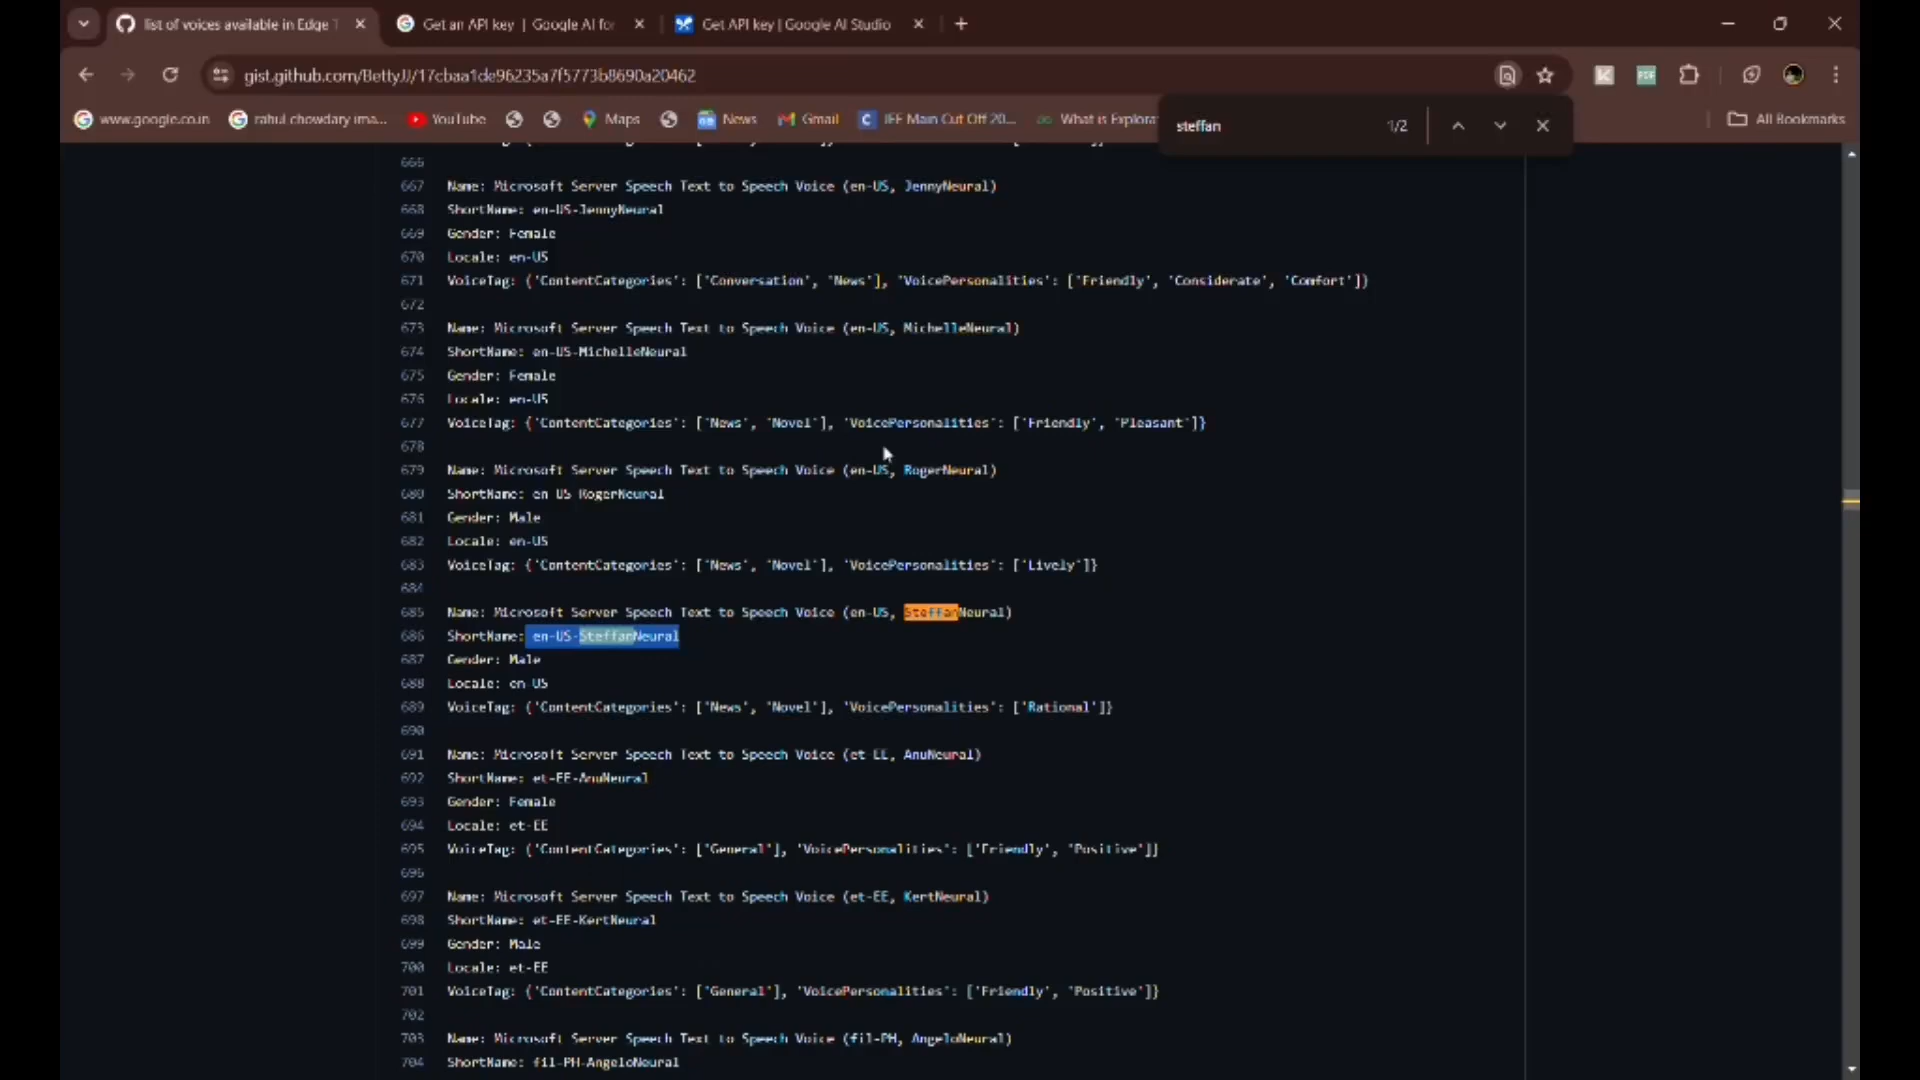 list of voices available in Edge T
Get an API key | Google AI for
Get API key | Google AI Studio
gist.github.com/BettyJJ/17cbaa1de96235a7f5773b8690a20462
www.google.co.in
rahul chowdary ima...
YouTube
Maps
News
Gmail
JEE Main Cut Off 20...
What is Explora
All Bookmarks
steffan
1/2
666
667 Name: Microsoft Server Speech Text to Speech Voice (en-US, JennyNeural)
668 ShortName: en-US-JennyNeural
669 Gender: Female
670 Locale: en-US
671 VoiceTag: {'ContentCategories': ['Conversation', 'News'], 'VoicePersonalities': ['Friendly', 'Considerate', 'Comfort']}
672
673 Name: Microsoft Server Speech Text to Speech Voice (en-US, MichelleNeural)
674 ShortName: en-US-MichelleNeural
675 Gender: Female
676 Locale: en-US
677 VoiceTag: {'ContentCategories': ['News', 'Novel'], 'VoicePersonalities': ['Friendly', 'Pleasant']}
678
679 Name: Microsoft Server Speech Text to Speech Voice (en-US, RogerNeural)
680 ShortName: en-US-RogerNeural
681 Gender: Male
682 Locale: en-US
683 VoiceTag: {'ContentCategories': ['News', 'Novel'], 'VoicePersonalities': ['Lively']}
684
685 Name: Microsoft Server Speech Text to Speech Voice (en-US, SteffanNeural)
686 ShortName: en-US-SteffanNeural
687 Gender: Male
688 Locale: en-US
689 VoiceTag: {'ContentCategories': ['News', 'Novel'], 'VoicePersonalities': ['Rational']}
690
691 Name: Microsoft Server Speech Text to Speech Voice (et-EE, AnuNeural)
692 ShortName: et-EE-AnuNeural
693 Gender: Female
694 Locale: et-EE
695 VoiceTag: {'ContentCategories': ['General'], 'VoicePersonalities': ['Friendly', 'Positive']}
696
697 Name: Microsoft Server Speech Text to Speech Voice (et-EE, KertNeural)
698 ShortName: et-EE-KertNeural
699 Gender: Male
700 Locale: et-EE
701 VoiceTag: {'ContentCategories': ['General'], 'VoicePersonalities': ['Friendly', 'Positive']}
702
703 Name: Microsoft Server Speech Text to Speech Voice (fil-PH, AngeloNeural)
704 ShortName: fil-PH-AngeloNeural